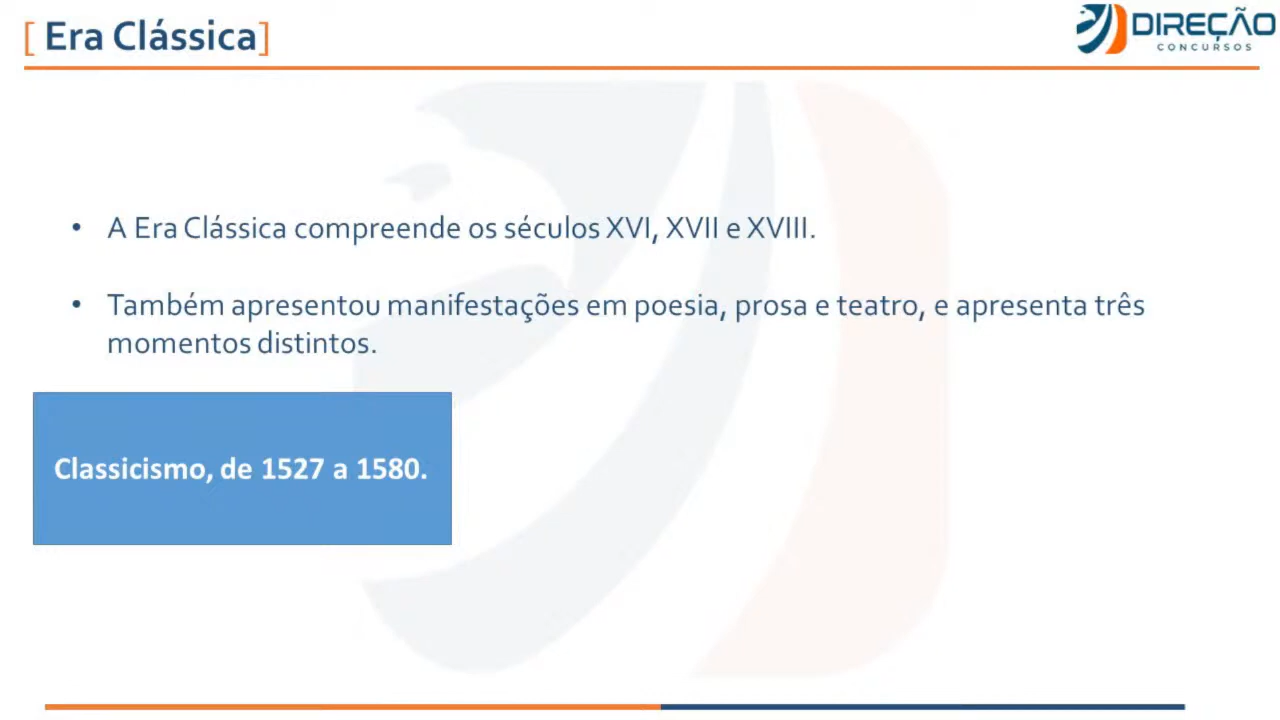 [ Era Clássica]
DIREÇÃO
CONCURSOS
• A Era Clássica compreende os séculos XVI, XVII e XVIII.
• Também apresentou manifestações em poesia, prosa e teatro, e apresenta três
momentos distintos.
Classicismo, de 1527 a 1580.